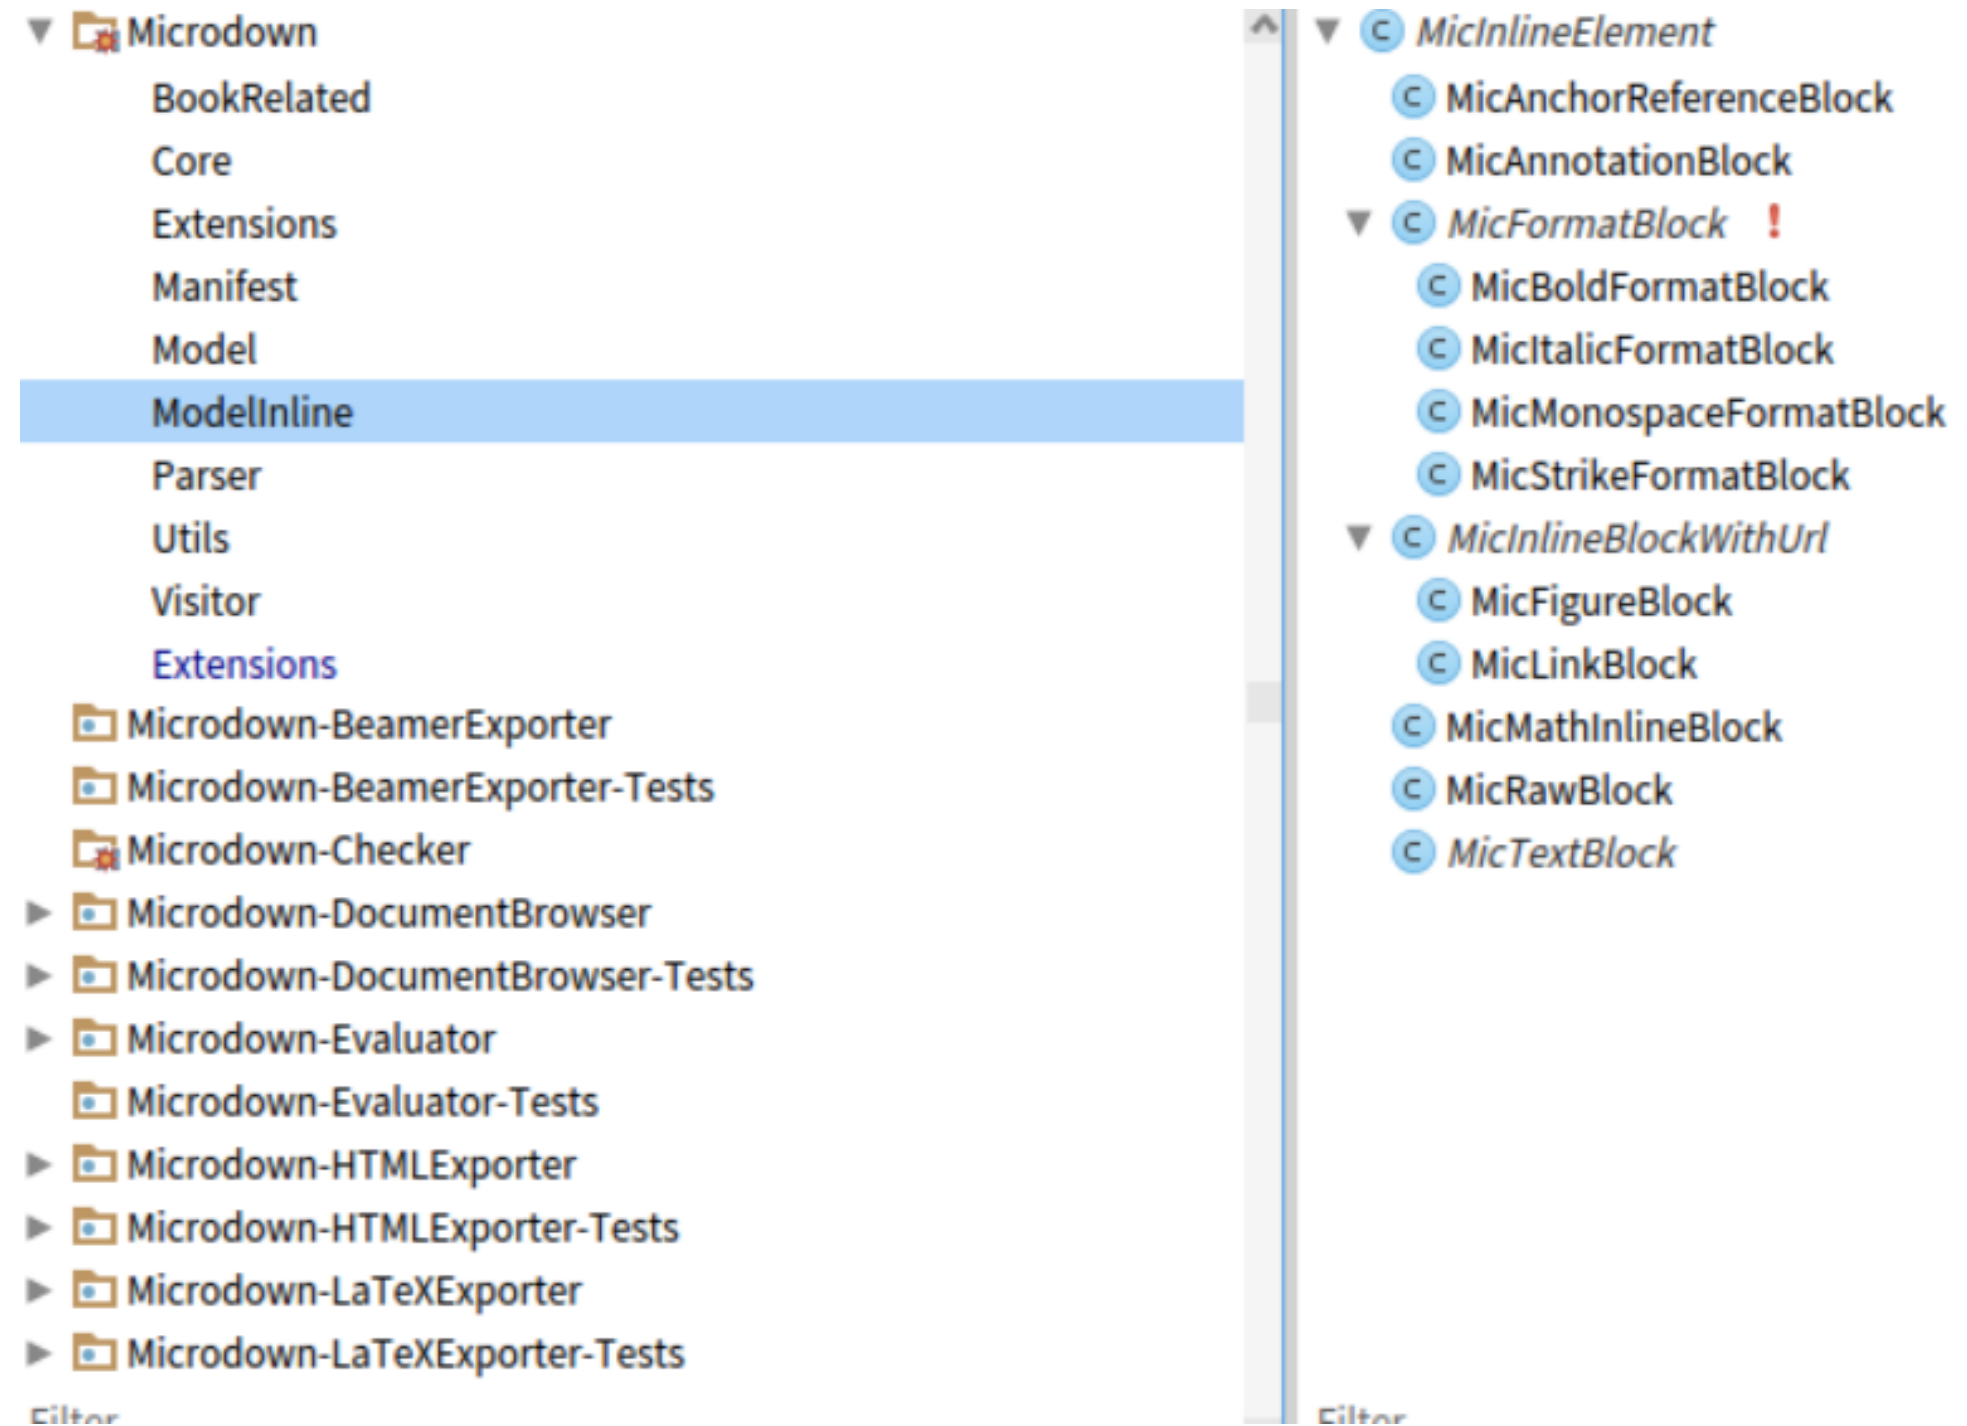 Microdown
BookRelated
Core
Extensions
Manifest
Model
ModelInline
Parser
Utils
Visitor
Extensions
Microdown-BeamerExporter
Microdown-BeamerExporter-Tests
Microdown-Checker
Microdown-DocumentBrowser
Microdown-DocumentBrowser-Tests
Microdown-Evaluator
Microdown-Evaluator-Tests
Microdown-HTMLExporter
Microdown-HTMLExporter-Tests
Microdown-LaTeXExporter
Microdown-LaTeXExporter-Tests
Filter
C MicInlineElement
C MicAnchorReferenceBlock
C MicAnnotationBlock
C MicFormatBlock !
C MicBoldFormatBlock
C MicItalicFormatBlock
C MicMonospaceFormatBlock
C MicStrikeFormatBlock
C MicInlineBlockWithUrl
C MicFigureBlock
C MicLinkBlock
C MicMathInlineBlock
C MicRawBlock
C MicTextBlock
Filter